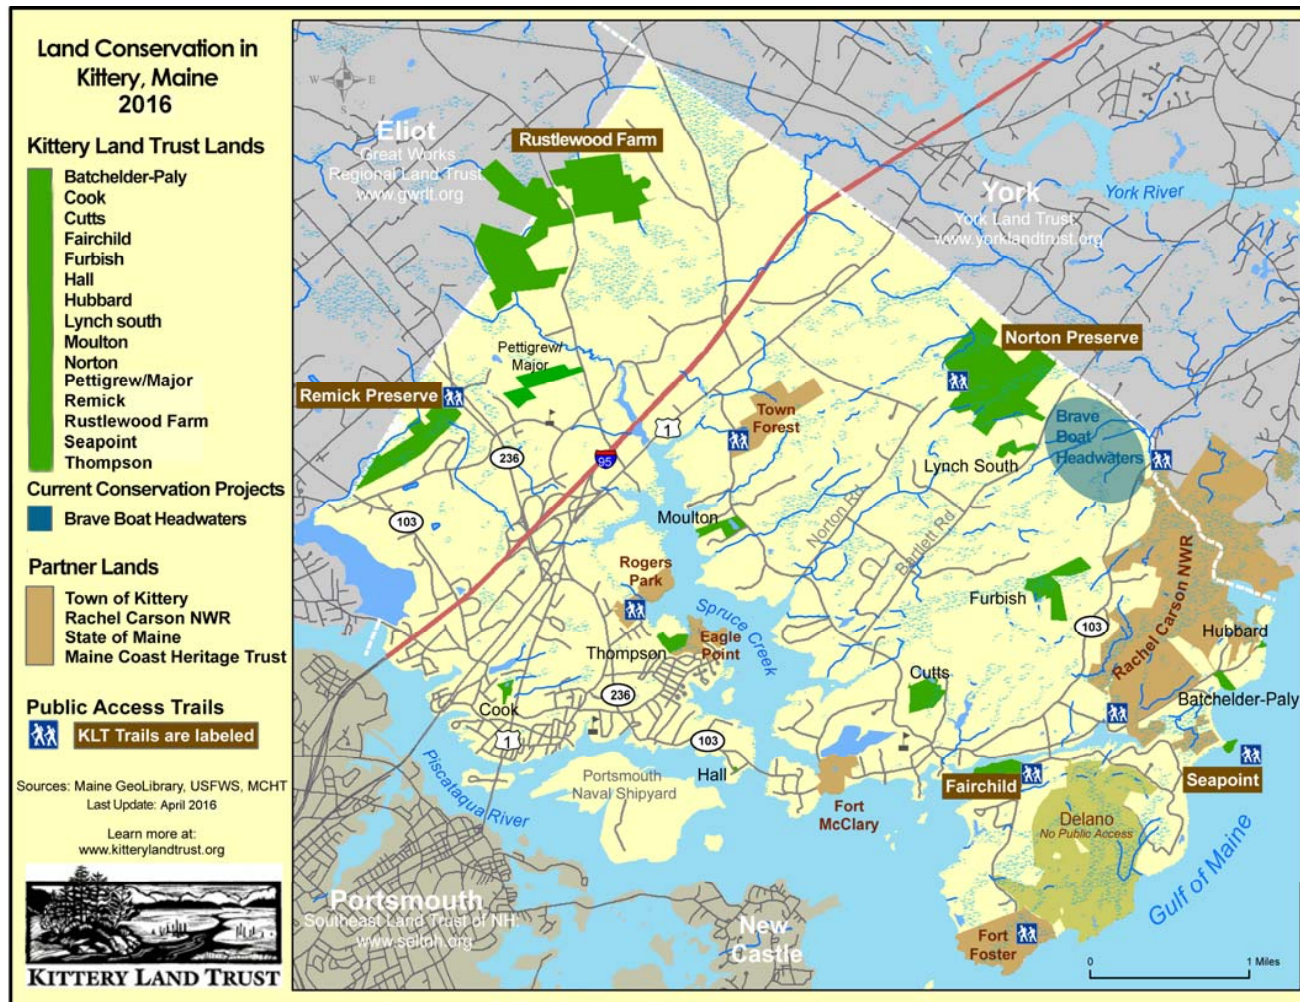 Land Conservation in
Kittery, Maine
2016
Kittery Land Trust Lands
Batchelder-Paly
Cook
Cutts
Fairchild
Furbish
Hall
Hubbard
Lynch south
Moulton
Norton
Pettigrew/Major
Remick
Rustlewood Farm
Seapoint
Thompson
Current Conservation Projects
Brave Boat Headwaters
Partner Lands
Town of Kittery
Rachel Carson NWR
State of Maine
Maine Coast Heritage Trust
Public Access Trails
KLT Trails are labeled
Sources: Maine GeoLibrary, USFWS, MCHT
Last Update: April 2016
Learn more at:
www.kitterylandtrust.org
KITTERY LAND TRUST
N
W
E
S
Eliot
Great Works
Regional Land Trust
www.gwrlt.org
Rustlewood Farm
York
York Land Trust
www.yorklandtrust.org
York River
Pettigrew/
Major
Remick Preserve
Norton Preserve
Town
Forest
1
236
95
103
Brave
Boat
Headwaters
Lynch South
Moulton
Norton Rd
Bartlett Rd
Rogers
Park
Spruce Creek
Furbish
103
Rachel Carson NWR
Hubbard
Thompson
Eagle
Point
Cutts
Batchelder-Paly
Cook
236
1
103
Hall
Piscataqua River
Portsmouth
Naval Shipyard
Fort
McClary
Fairchild
Seapoint
Delano
No Public Access
Gulf of Maine
Portsmouth
Southeast Land Trust of NH:
www.seltnh.org
New
Castle
Fort
Foster
0
1 Miles